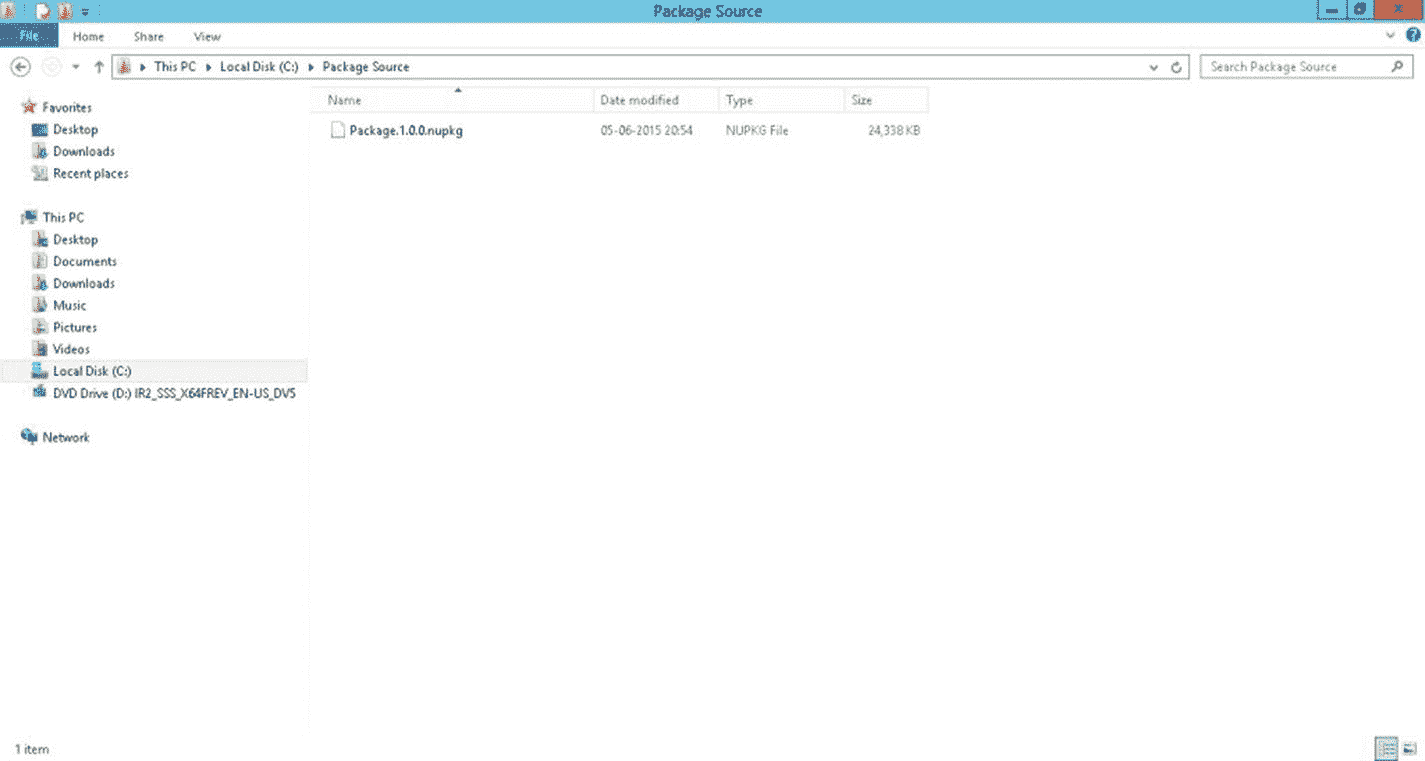 Package Source
File Home Share View
This PC Local Disk (C:) Package Source
Search Package Source
Name Date modified Type Size
Package.1.0.0.nupkg 05-06-2015 20:54 NUPKG File 24,338 KB
Favorites
Desktop
Downloads
Recent places
This PC
Desktop
Documents
Downloads
Music
Pictures
Videos
Local Disk (C:)
DVD Drive (D:) IR2_SSS_X64FREV_EN-US_DV5
Network
1 item